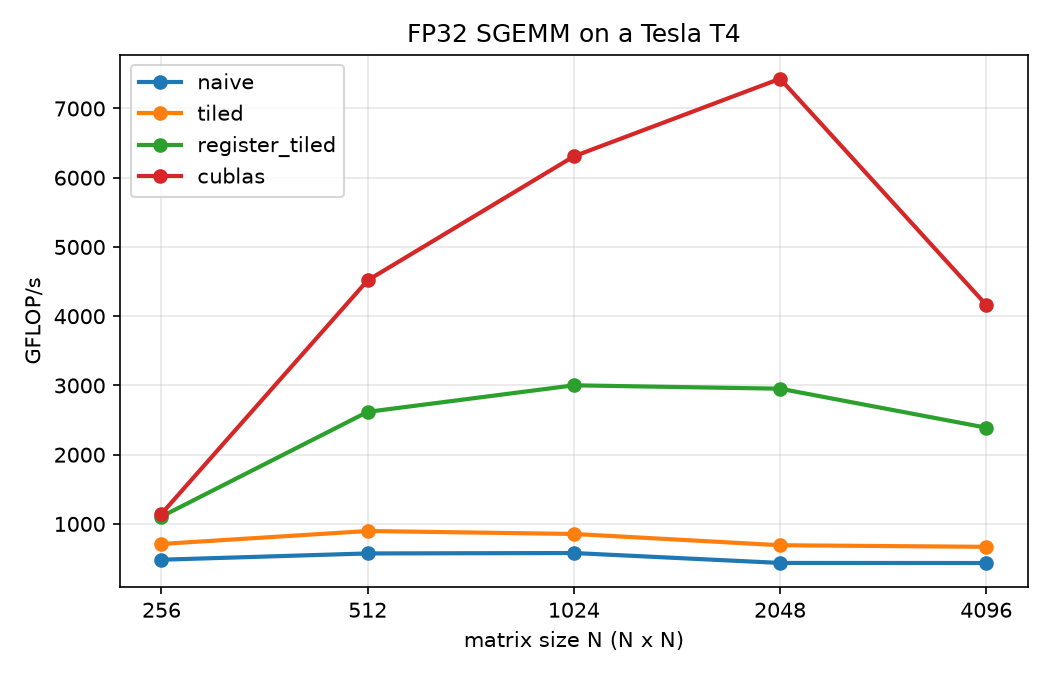 FP32 SGEMM on a Tesla T4
naive
tiled
register_tiled
cublas
7000
6000
5000
4000
3000
2000
1000
GFLOP/s
256 512 1024 2048 4096
matrix size N (N x N)